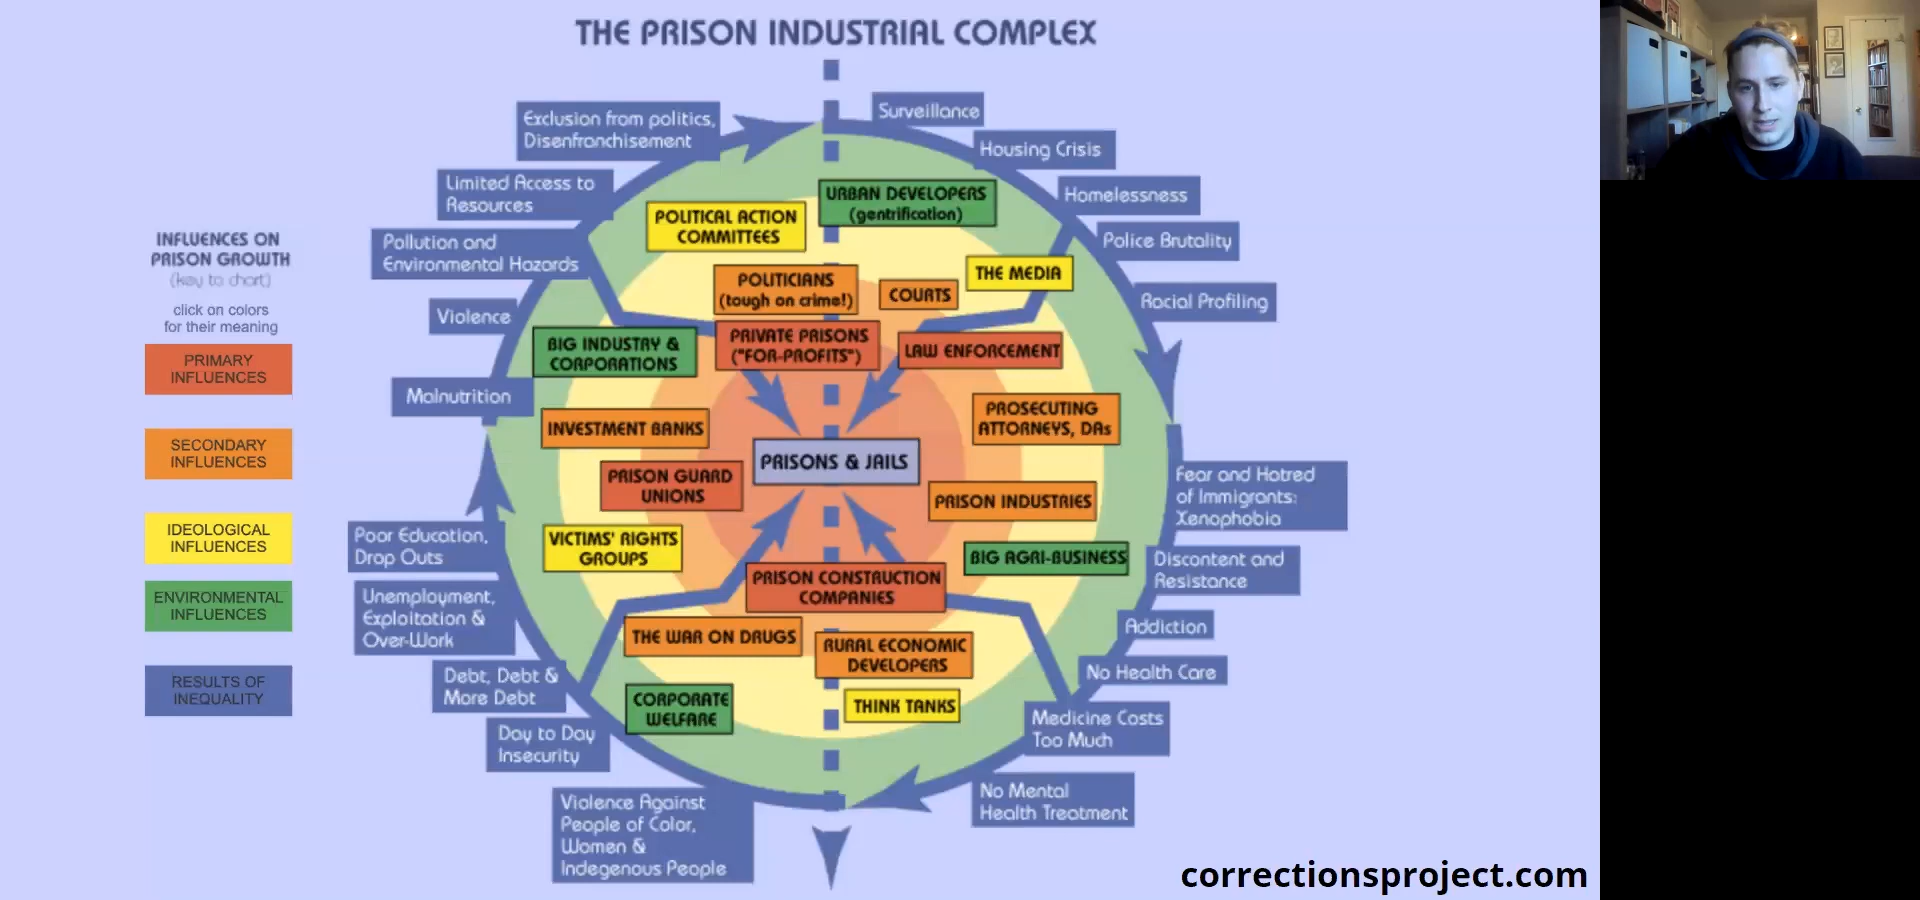 THE PRISON INDUSTRIAL COMPLEX
Exclusion from politics,
Disenfranchisement
Surveillance
Housing Crisis
Limited Access to
Resources
Homelessness
Pollution and
Environmental Hazards
Police Brutality
Violence
Racial Profiling
Malnutrition
INFLUENCES ON
PRISON GROWTH
(key to chart)
click on colors
for their meaning
PRIMARY
INFLUENCES
SECONDARY
INFLUENCES
IDEOLOGICAL
INFLUENCES
ENVIRONMENTAL
INFLUENCES
RESULTS OF
INEQUALITY
URBAN DEVELOPERS
(gentrification)
POLITICAL ACTION
COMMITTEES
POLITICIANS
(tough on crime!)
COURTS
THE MEDIA
BIG INDUSTRY &
CORPORATIONS
PRIVATE PRISONS
("FOR-PROFITS")
LAW ENFORCEMENT
INVESTMENT BANKS
PROSECUTING
ATTORNEYS, DAs
PRISONS & JAILS
PRISON GUARD
UNIONS
PRISON INDUSTRIES
VICTIMS' RIGHTS
GROUPS
BIG AGRI-BUSINESS
PRISON CONSTRUCTION
COMPANIES
THE WAR ON DRUGS
RURAL ECONOMIC
DEVELOPERS
CORPORATE
WELFARE
THINK TANKS
Fear and Hatred
of Immigrants:
Xenophobia
Poor Education,
Drop Outs
Discontent and
Resistance
Unemployment,
Exploitation &
Over-Work
Addiction
Debt, Debt &
More Debt
No Health Care
Day to Day
Insecurity
Medicine Costs
Too Much
Violence Against
People of Color,
Women &
Indegenous People
No Mental
Health Treatment
correctionsproject.com